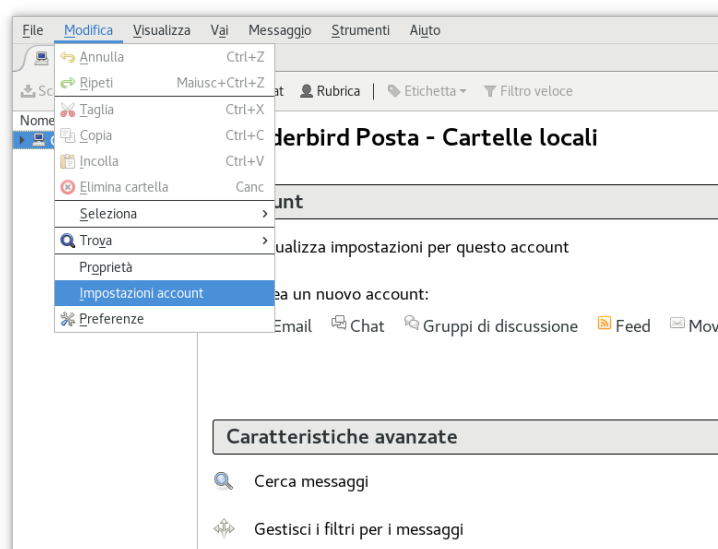 File Modifica Visualizza Vai Messaggio Strumenti Aiuto
Annulla Ctrl+Z
Ripeti Maiusc+Ctrl+Z
Rubrica Etichetta Filtro veloce
Taglia Ctrl+X
Nome
Copia Ctrl+C
derbird Posta - Cartelle locali
Incolla Ctrl+V
Elimina cartella Canc
Seleziona
unt
Trova
ualizza impostazioni per questo account
Proprietà
Impostazioni account
ea un nuovo account:
Preferenze
Email Chat Gruppi di discussione Feed Mov
Caratteristiche avanzate
Cerca messaggi
Gestisci i filtri per i messaggi